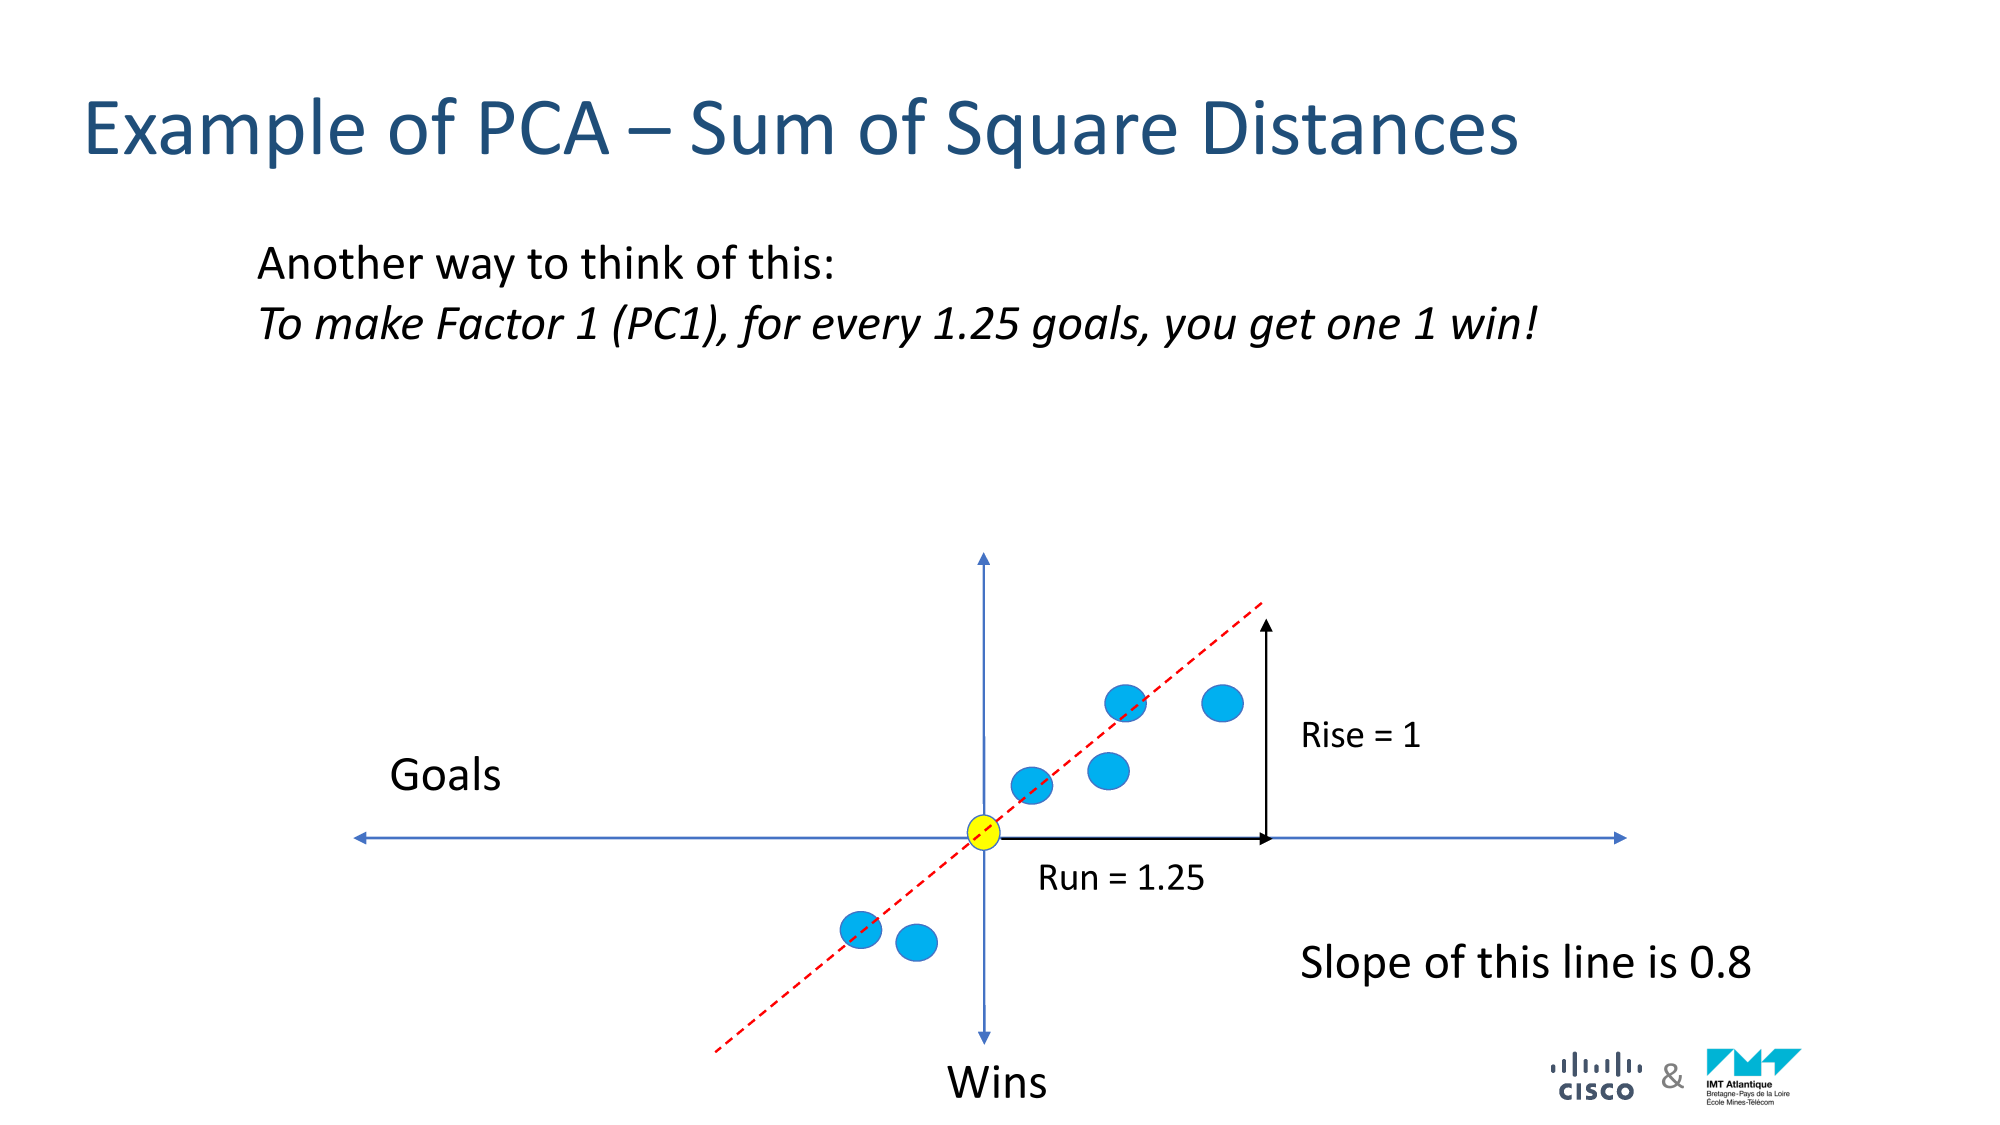 Example of PCA – Sum of Square Distances
Another way to think of this:
To make Factor 1 (PC1), for every 1.25 goals, you get one 1 win!
Rise = 1
Goals
Run = 1.25
Slope of this line is 0.8
Wins
CISCO & IMT Atlantique
Bretagne-Pays de la Loire
École Mines-Télécom